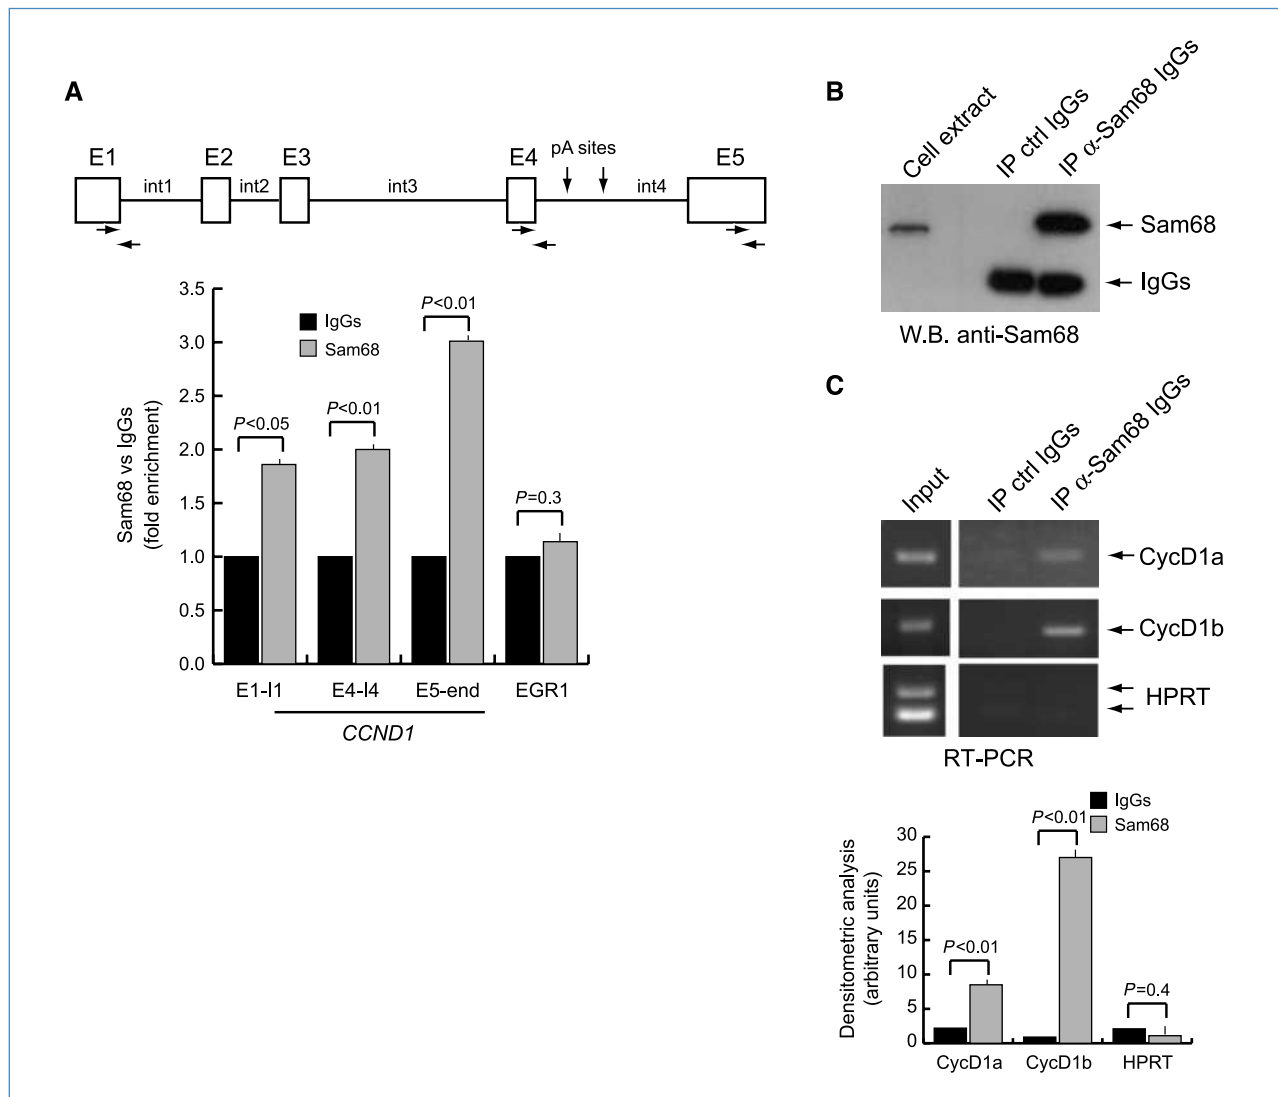 A
E1
E2
E3
E4
pA sites
E5
int1
int2
int3
int4
3.5
3.0
2.5
2.0
1.5
1.0
0.5
0.0
Sam68 vs IgGs
(fold enrichment)
IgGs
Sam68
P<0.05
P<0.01
P<0.01
P=0.3
E1-I1
E4-I4
E5-end
EGR1
CCND1
B
Cell extract
IP ctrl IgGs
IP α-Sam68 IgGs
Sam68
IgGs
W.B. anti-Sam68
C
Input
IP ctrl IgGs
IP α-Sam68 IgGs
CycD1a
CycD1b
HPRT
RT-PCR
IgGs
Sam68
Densitometric analysis
(arbitrary units)
30
25
20
15
10
5
0
P<0.01
P<0.01
P=0.4
CycD1a
CycD1b
HPRT